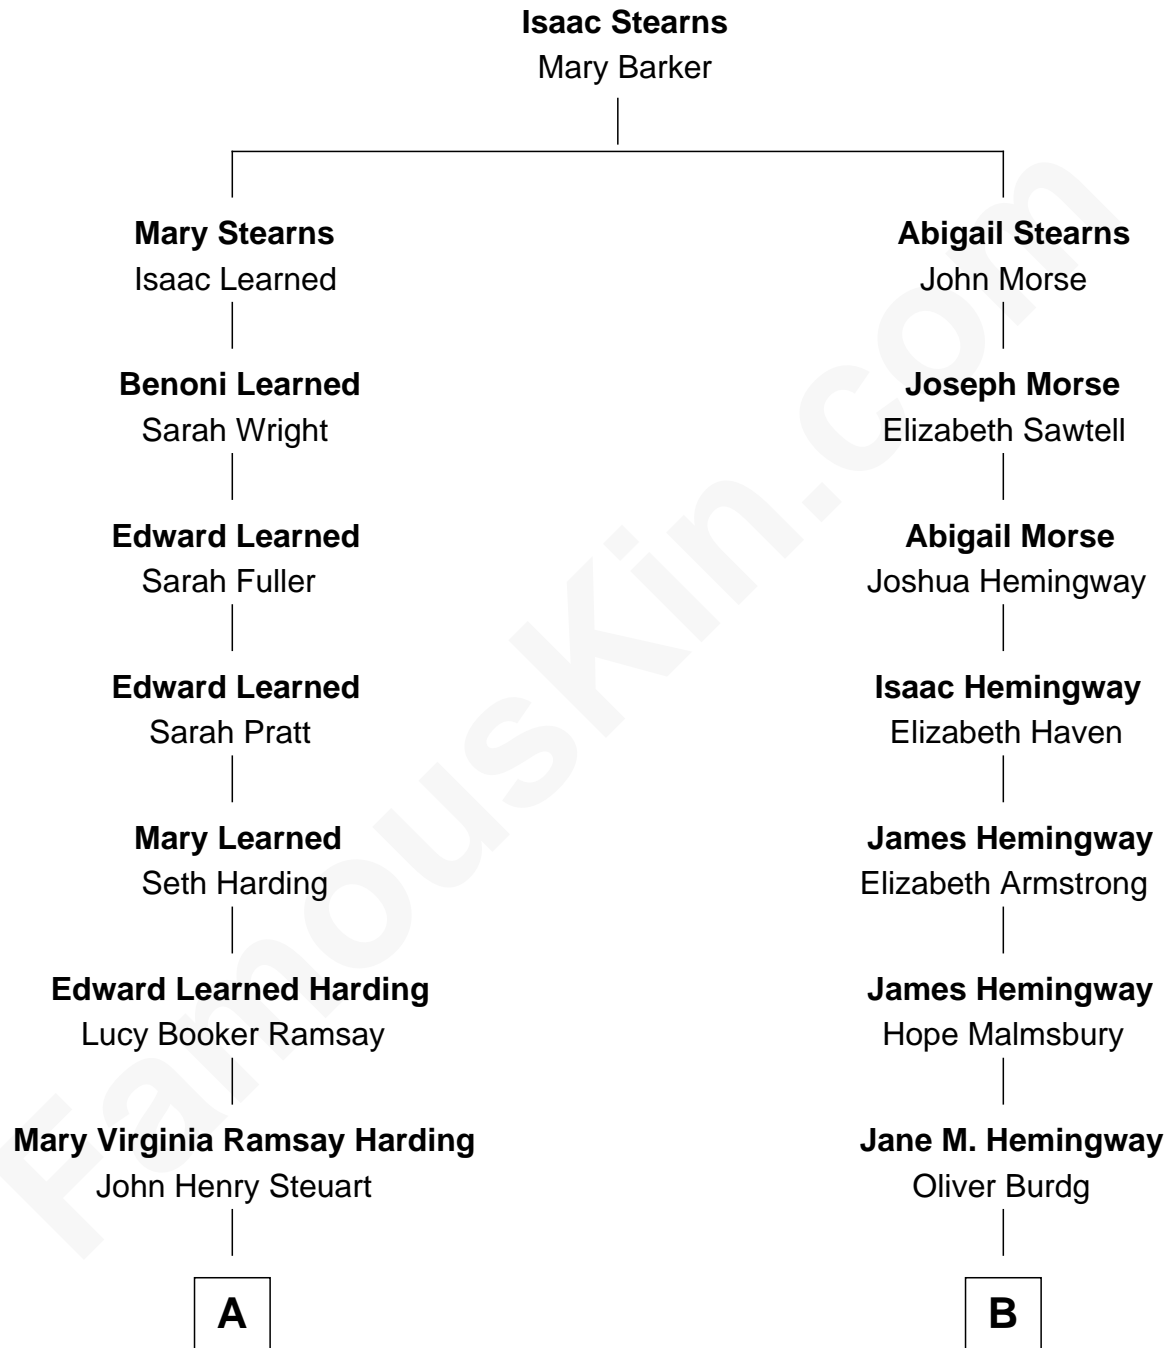 Isaac Stearns
Mary Barker
Mary Stearns
Isaac Learned
Abigail Stearns
John Morse
Benoni Learned
Sarah Wright
Joseph Morse
Elizabeth Sawtell
Edward Learned
Sarah Fuller
Abigail Morse
Joshua Hemingway
Edward Learned
Sarah Pratt
Isaac Hemingway
Elizabeth Haven
Mary Learned
Seth Harding
James Hemingway
Elizabeth Armstrong
Edward Learned Harding
Lucy Booker Ramsay
James Hemingway
Hope Malmsbury
Mary Virginia Ramsay Harding
John Henry Steuart
Jane M. Hemingway
Oliver Burdg
A
B
FamousKin.com